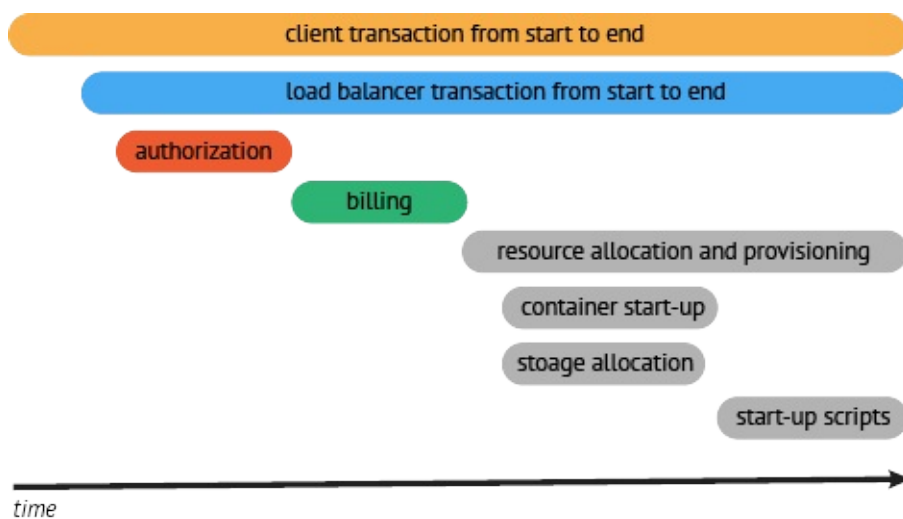 client transaction from start to end
load balancer transaction from start to end
authorization
billing
resource allocation and provisioning
container start-up
stoage allocation
start-up scripts
time